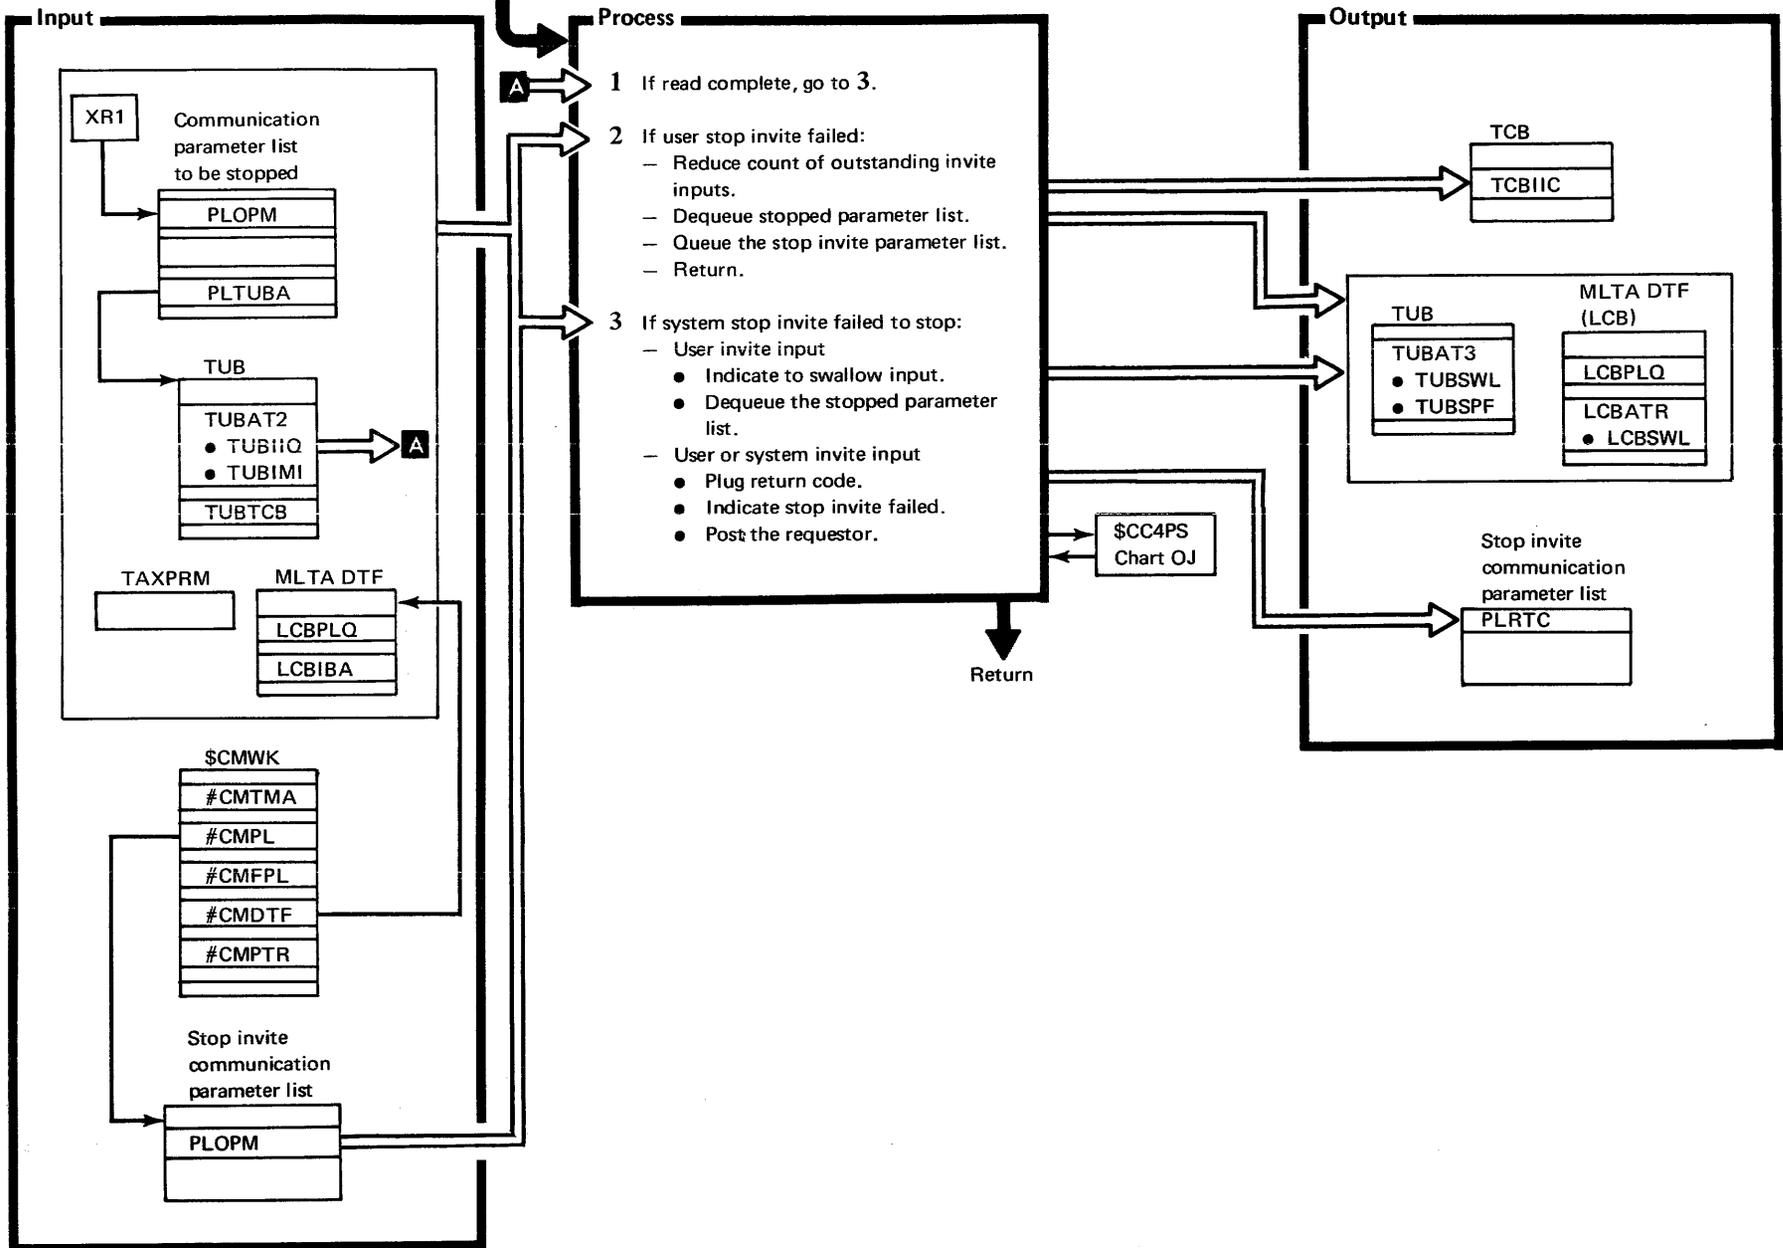 Input
XR1
Communication
parameter list
to be stopped
PLOPM
PLTUBA
TUB
TUBAT2
● TUBIIQ
● TUBIMI
TUBTCB
A
TAXPRM
MLTA DTF
LCBPLQ
LCBIBA
$CMWK
#CMTMA
#CMPL
#CMFPL
#CMDTF
#CMPTR
Stop invite
communication
parameter list
PLOPM
Process
A
1 If read complete, go to 3.
2 If user stop invite failed:
— Reduce count of outstanding invite
inputs.
— Dequeue stopped parameter list.
— Queue the stop invite parameter list.
— Return.
3 If system stop invite failed to stop:
— User invite input
● Indicate to swallow input.
● Dequeue the stopped parameter
list.
— User or system invite input
● Plug return code.
● Indicate stop invite failed.
● Post the requestor.
$CC4PS
Chart OJ
Return
Output
TCB
TCBIIC
TUB
TUBAT3
● TUBSWL
● TUBSPF
MLTA DTF
(LCB)
LCBPLQ
LCBATR
● LCBSWL
Stop invite
communication
parameter list
PLRTC